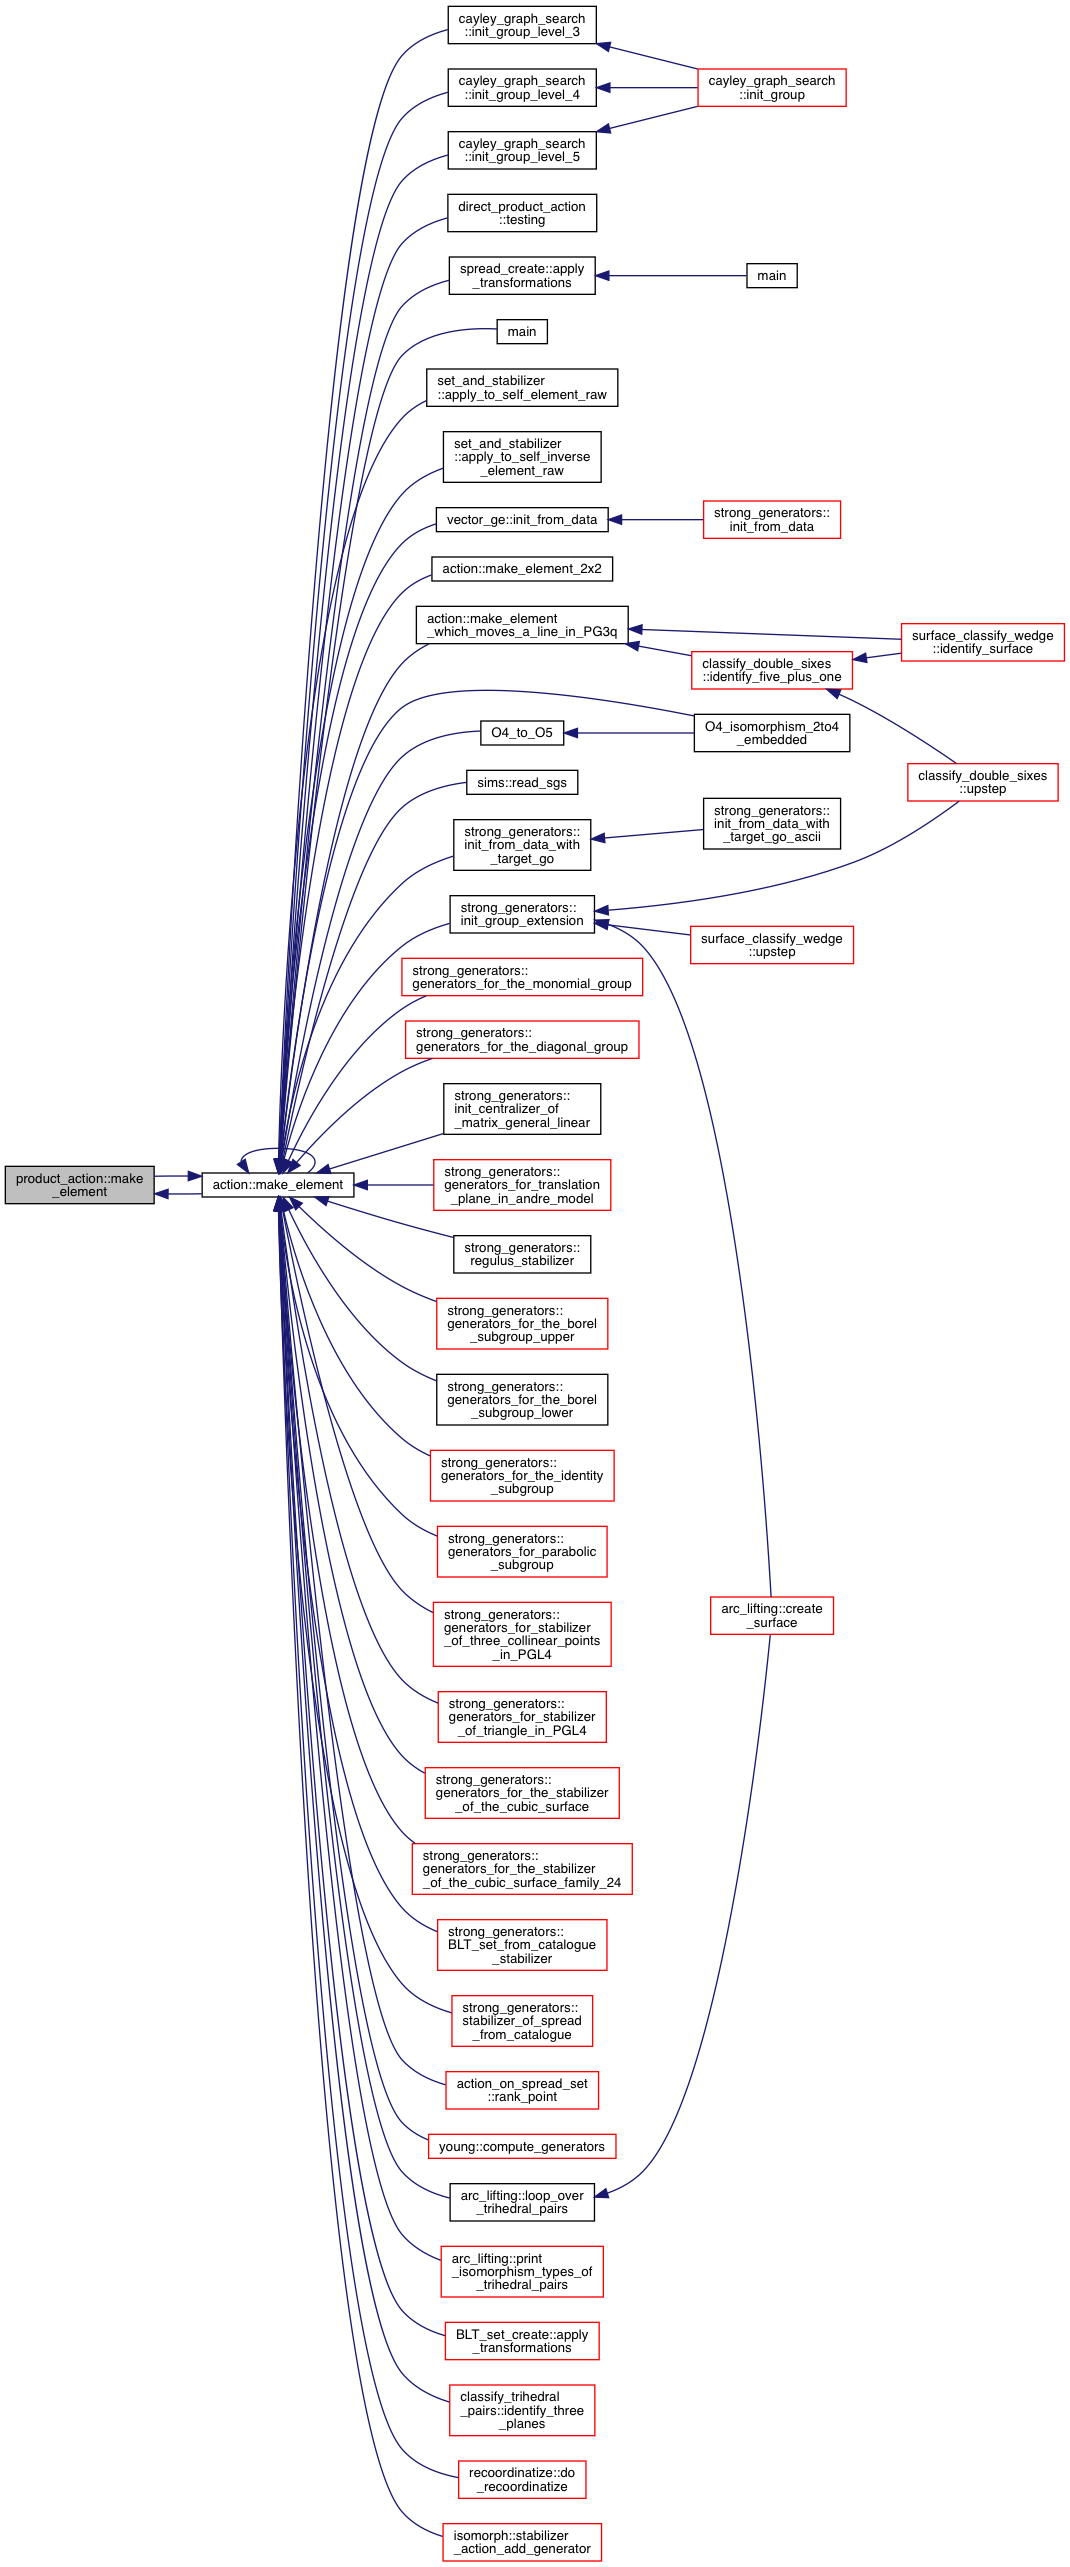 cayley_graph_search
::init_group_level_3
cayley_graph_search
::init_group_level_4
cayley_graph_search
::init_group
cayley_graph_search
::init_group_level_5
direct_product_action
::testing
spread_create::apply
_transformations
main
main
set_and_stabilizer
::apply_to_self_element_raw
set_and_stabilizer
::apply_to_self_inverse
_element_raw
vector_ge::init_from_data
strong_generators::
init_from_data
action::make_element_2x2
action::make_element
_which_moves_a_line_in_PG3q
surface_classify_wedge
::identify_surface
classify_double_sixes
::identify_five_plus_one
O4_isomorphism_2to4
_embedded
O4_to_O5
classify_double_sixes
::upstep
sims::read_sgs
strong_generators::
init_from_data_with
_target_go_ascii
strong_generators::
init_from_data_with
_target_go
strong_generators::
init_group_extension
surface_classify_wedge
::upstep
strong_generators::
generators_for_the_monomial_group
strong_generators::
generators_for_the_diagonal_group
strong_generators::
init_centralizer_of
_matrix_general_linear
product_action::make
_element
action::make_element
strong_generators::
generators_for_translation
_plane_in_andre_model
strong_generators::
regulus_stabilizer
strong_generators::
generators_for_the_borel
_subgroup_upper
strong_generators::
generators_for_the_borel
_subgroup_lower
strong_generators::
generators_for_the_identity
_subgroup
strong_generators::
generators_for_parabolic
_subgroup
strong_generators::
generators_for_stabilizer
_of_three_collinear_points
_in_PGL4
arc_lifting::create
_surface
strong_generators::
generators_for_stabilizer
_of_triangle_in_PGL4
strong_generators::
generators_for_the_stabilizer
_of_the_cubic_surface
strong_generators::
generators_for_the_stabilizer
_of_the_cubic_surface_family_24
strong_generators::
BLT_set_from_catalogue
_stabilizer
strong_generators::
stabilizer_of_spread
_from_catalogue
action_on_spread_set
::rank_point
young::compute_generators
arc_lifting::loop_over
_trihedral_pairs
arc_lifting::print
_isomorphism_types_of
_trihedral_pairs
BLT_set_create::apply
_transformations
classify_trihedral
_pairs::identify_three
_planes
recoordinatize::do
_recoordinatize
isomorph::stabilizer
_action_add_generator